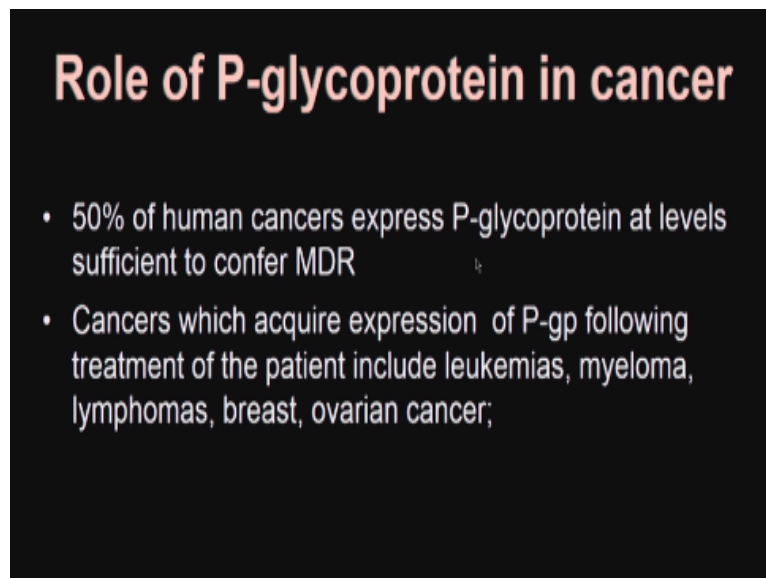 Role of P-glycoprotein in cancer
• 50% of human cancers express P-glycoprotein at levels
sufficient to confer MDR
• Cancers which acquire expression of P-gp following
treatment of the patient include leukemias, myeloma,
lymphomas, breast, ovarian cancer;